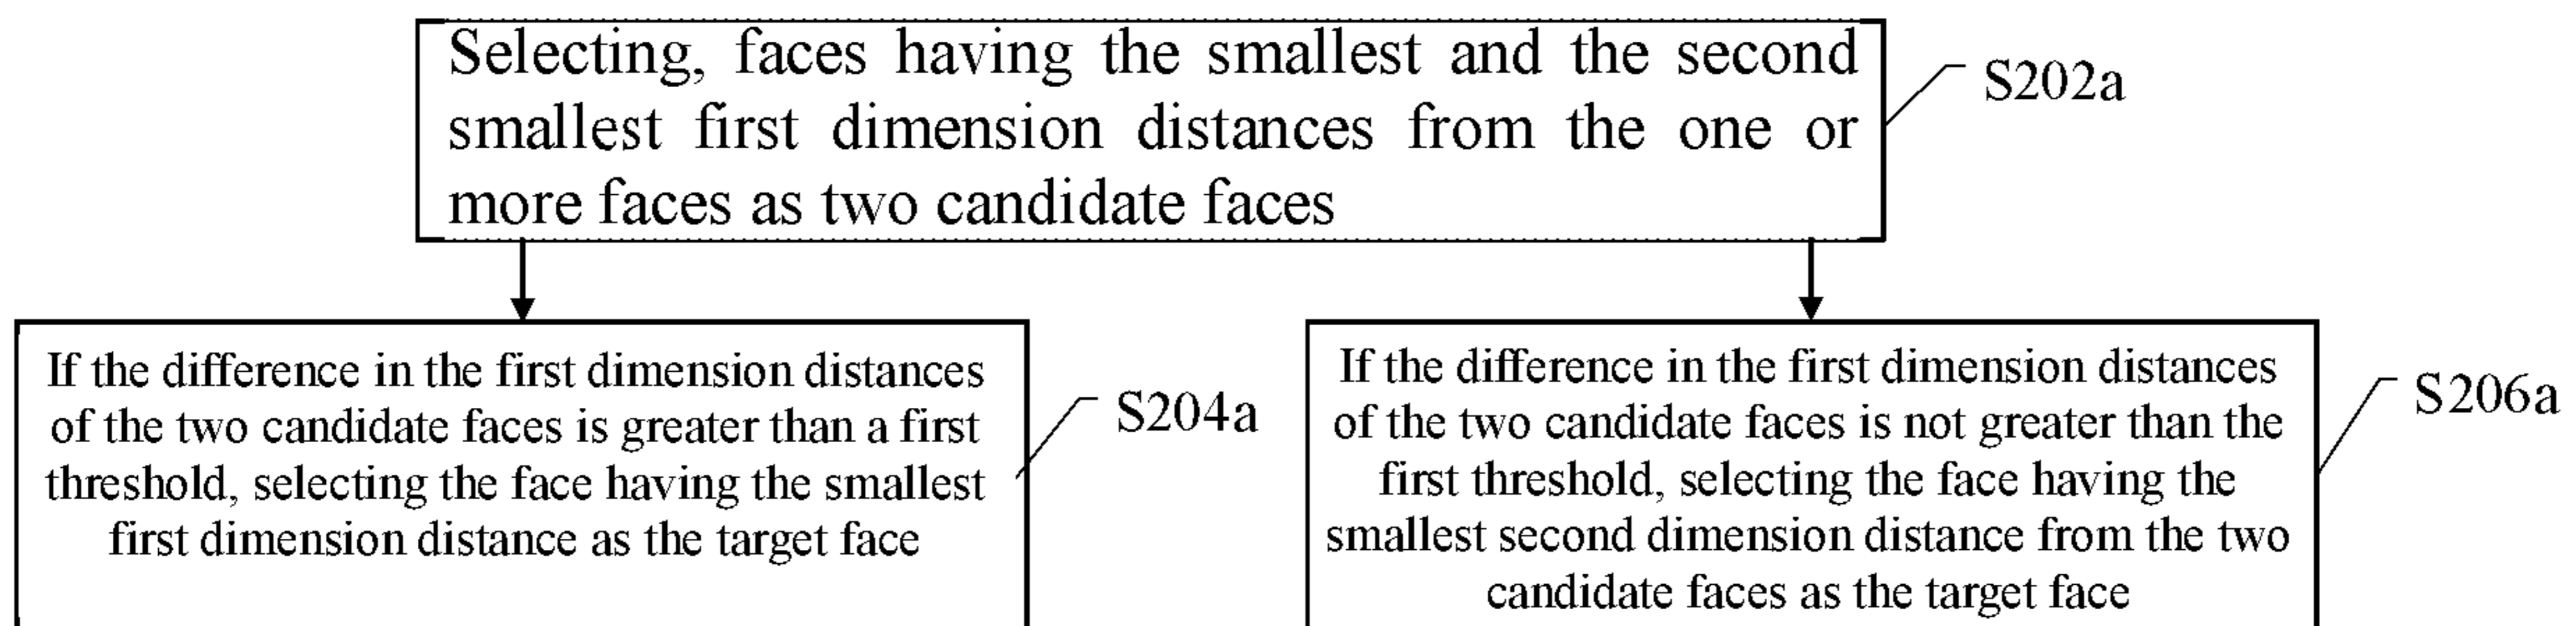 Selecting, faces having the smallest and the second
smallest first dimension distances from the one or
more faces as two candidate faces
S202a
If the difference in the first dimension distances
of the two candidate faces is greater than a first
threshold, selecting the face having the smallest
first dimension distance as the target face
S204a
If the difference in the first dimension distances
of the two candidate faces is not greater than the
first threshold, selecting the face having the
smallest second dimension distance from the two
candidate faces as the target face
S206a